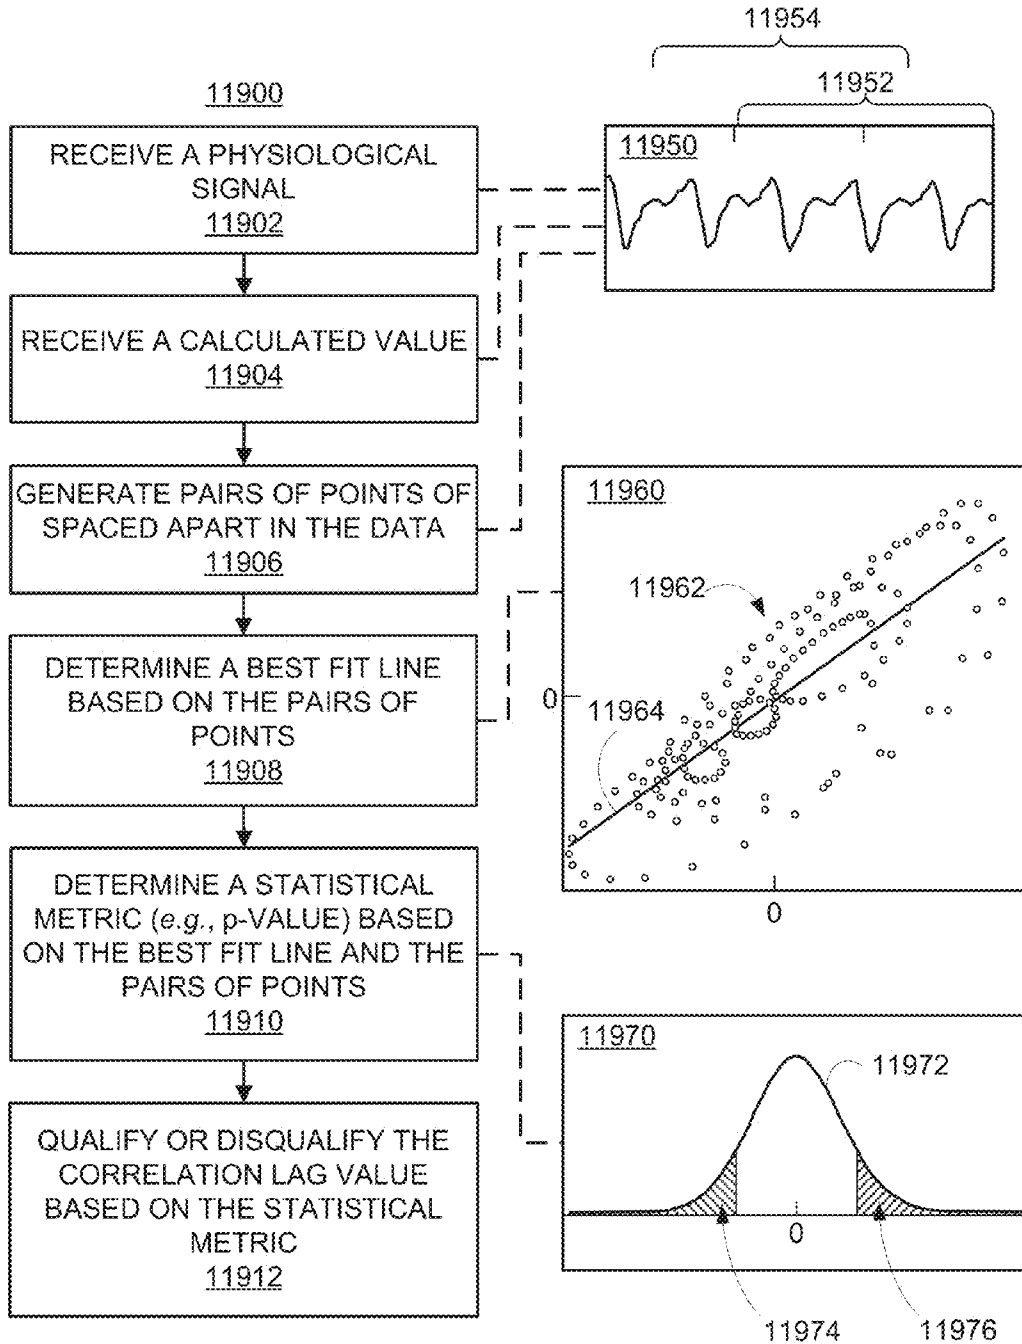 11900
RECEIVE A PHYSIOLOGICAL
SIGNAL
11902
RECEIVE A CALCULATED VALUE
11904
GENERATE PAIRS OF POINTS OF
SPACED APART IN THE DATA
11906
DETERMINE A BEST FIT LINE
BASED ON THE PAIRS OF
POINTS
11908
DETERMINE A STATISTICAL
METRIC (e.g., p-VALUE) BASED
ON THE BEST FIT LINE AND THE
PAIRS OF POINTS
11910
QUALIFY OR DISQUALIFY THE
CORRELATION LAG VALUE
BASED ON THE STATISTICAL
METRIC
11912
11954
11952
11950
11960
11962
0
11964
0
11970
11972
0
11974
11976